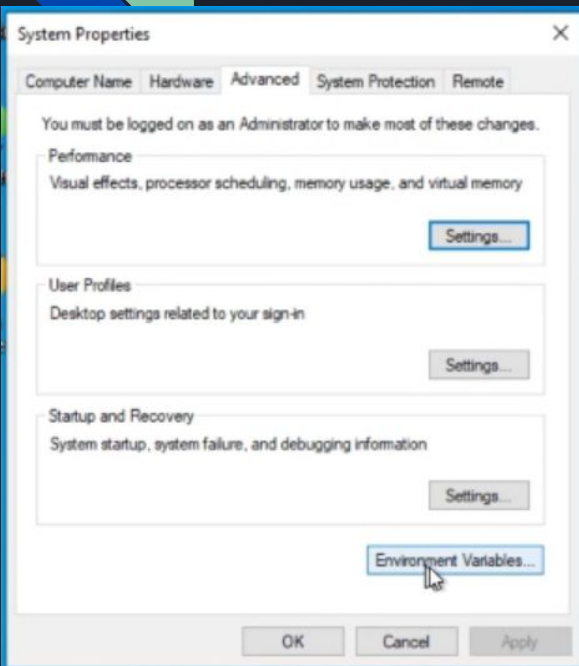 System Properties
Computer Name Hardware Advanced System Protection Remote
You must be logged on as an Administrator to make most of these changes.
Performance
Visual effects, processor scheduling, memory usage, and virtual memory
Settings...
User Profiles
Desktop settings related to your sign-in
Settings...
Startup and Recovery
System startup, system failure, and debugging information
Settings...
Environment Variables...
OK Cancel Apply